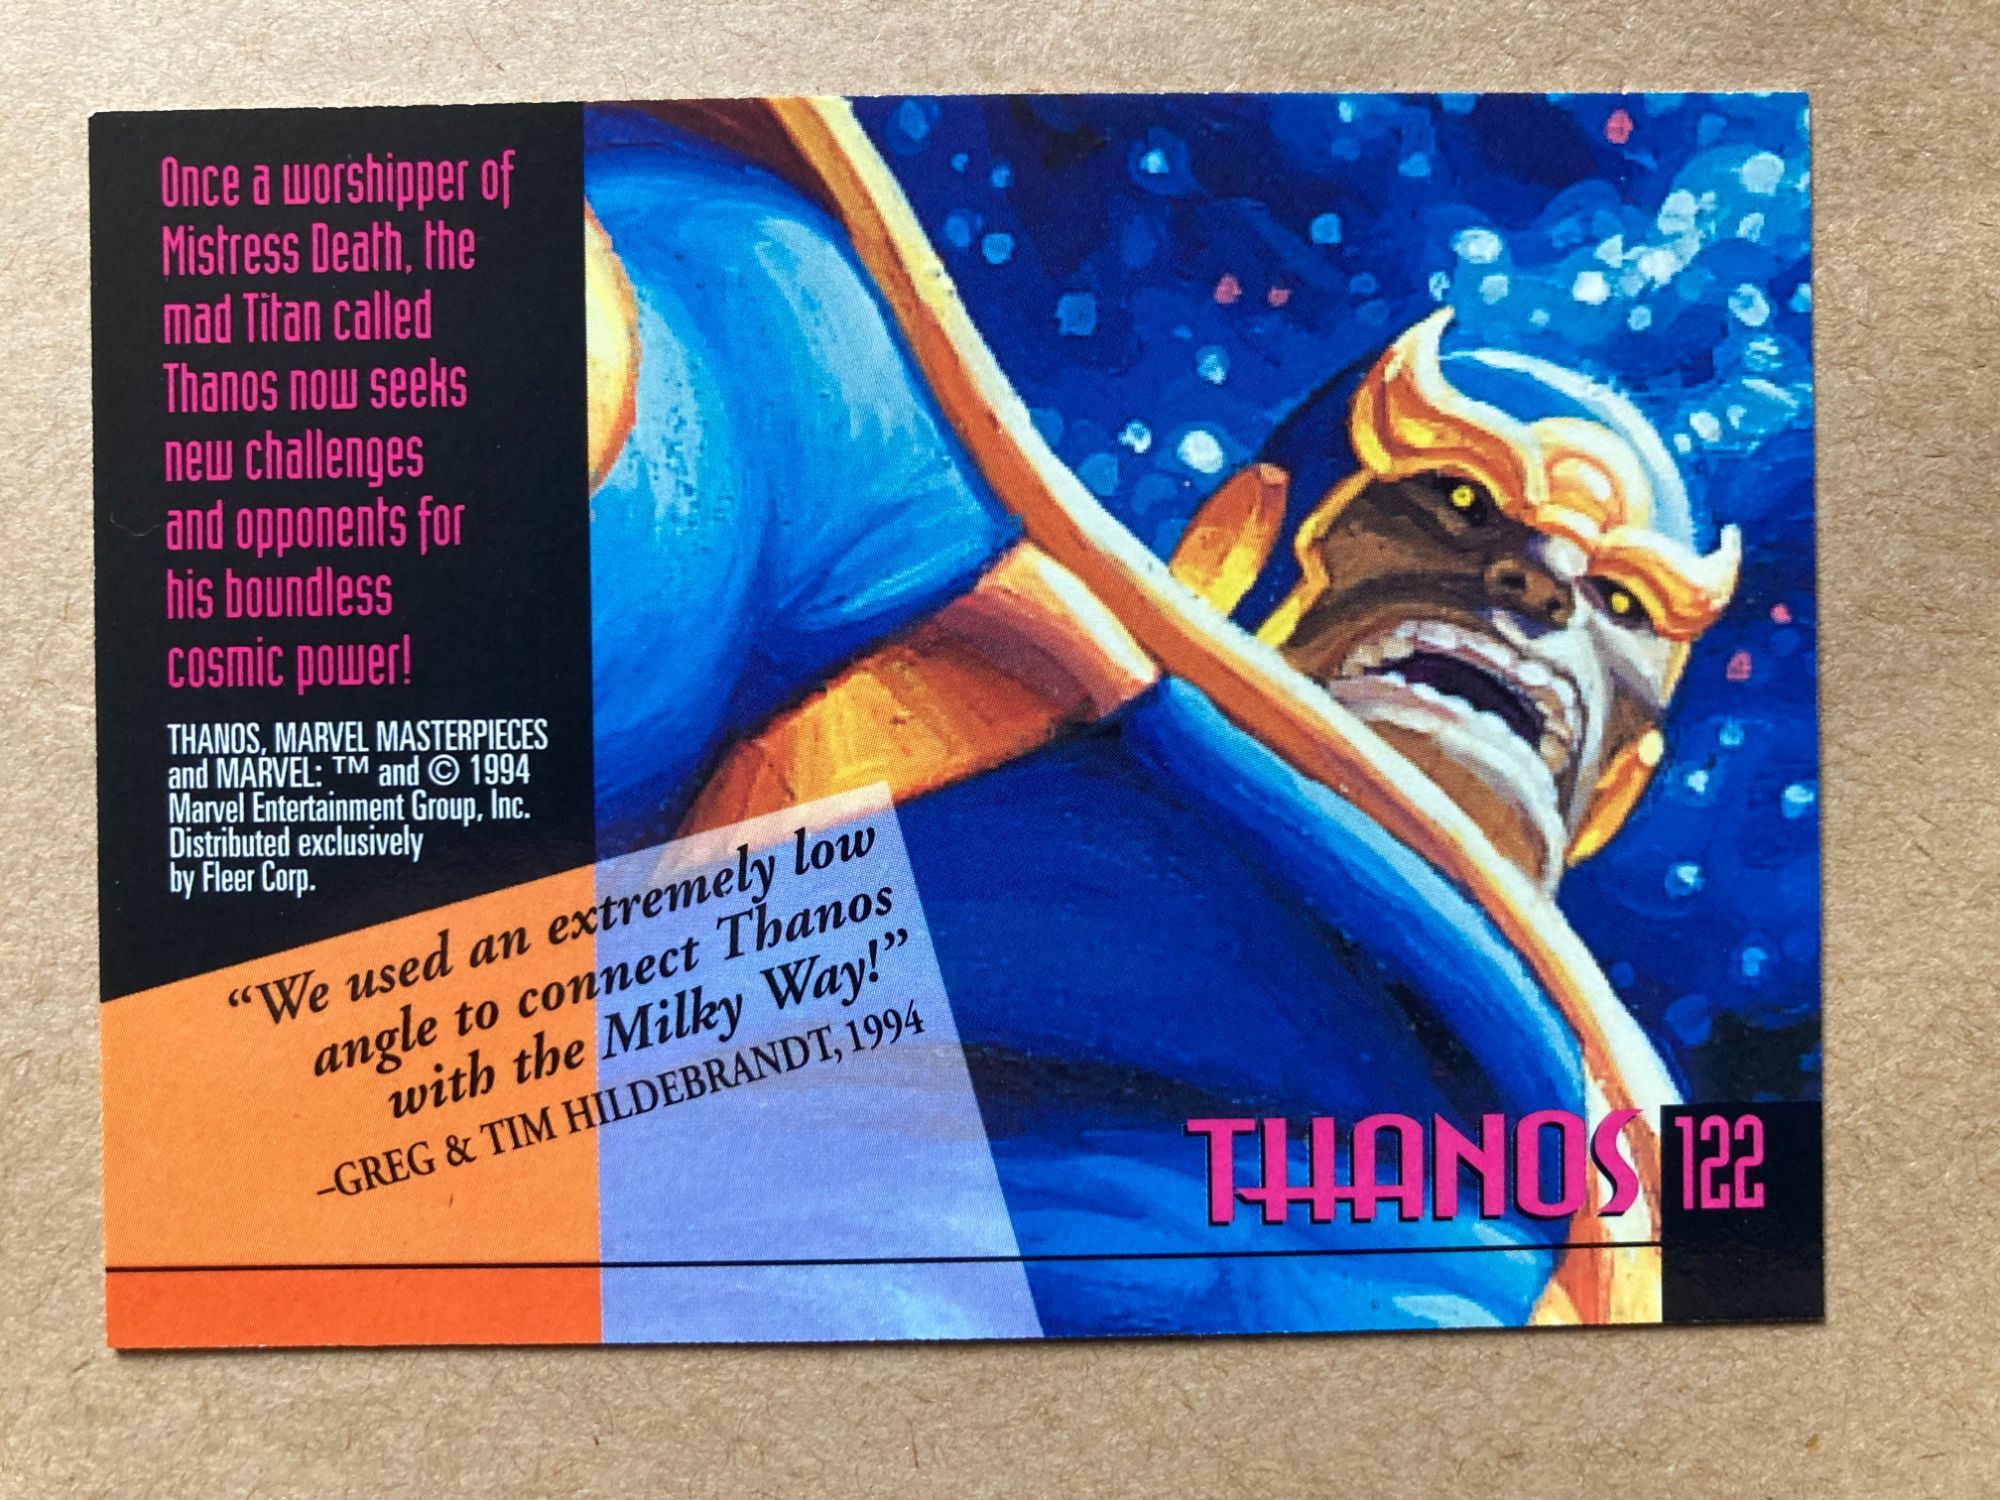 Once a worshipper of
Mistress Death, the
mad Titan called
Thanos now seeks
new challenges
and opponents for
his boundless
cosmic power!
THANOS, MARVEL MASTERPIECES
and MARVEL: ™ and © 1994
Marvel Entertainment Group, Inc.
Distributed exclusively
by Fleer Corp.
“We used an extremely low
angle to connect Thanos
with the Milky Way!”
–GREG & TIM HILDEBRANDT, 1994
THANOS 122